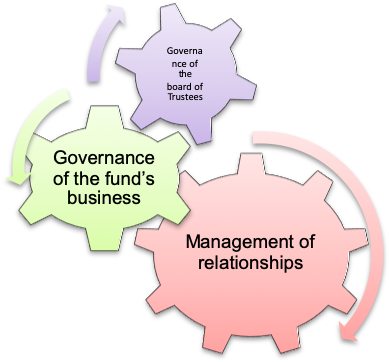 Governa
nce of
the
board of
Trustees
Governance
of the fund's
business
Management of
relationships